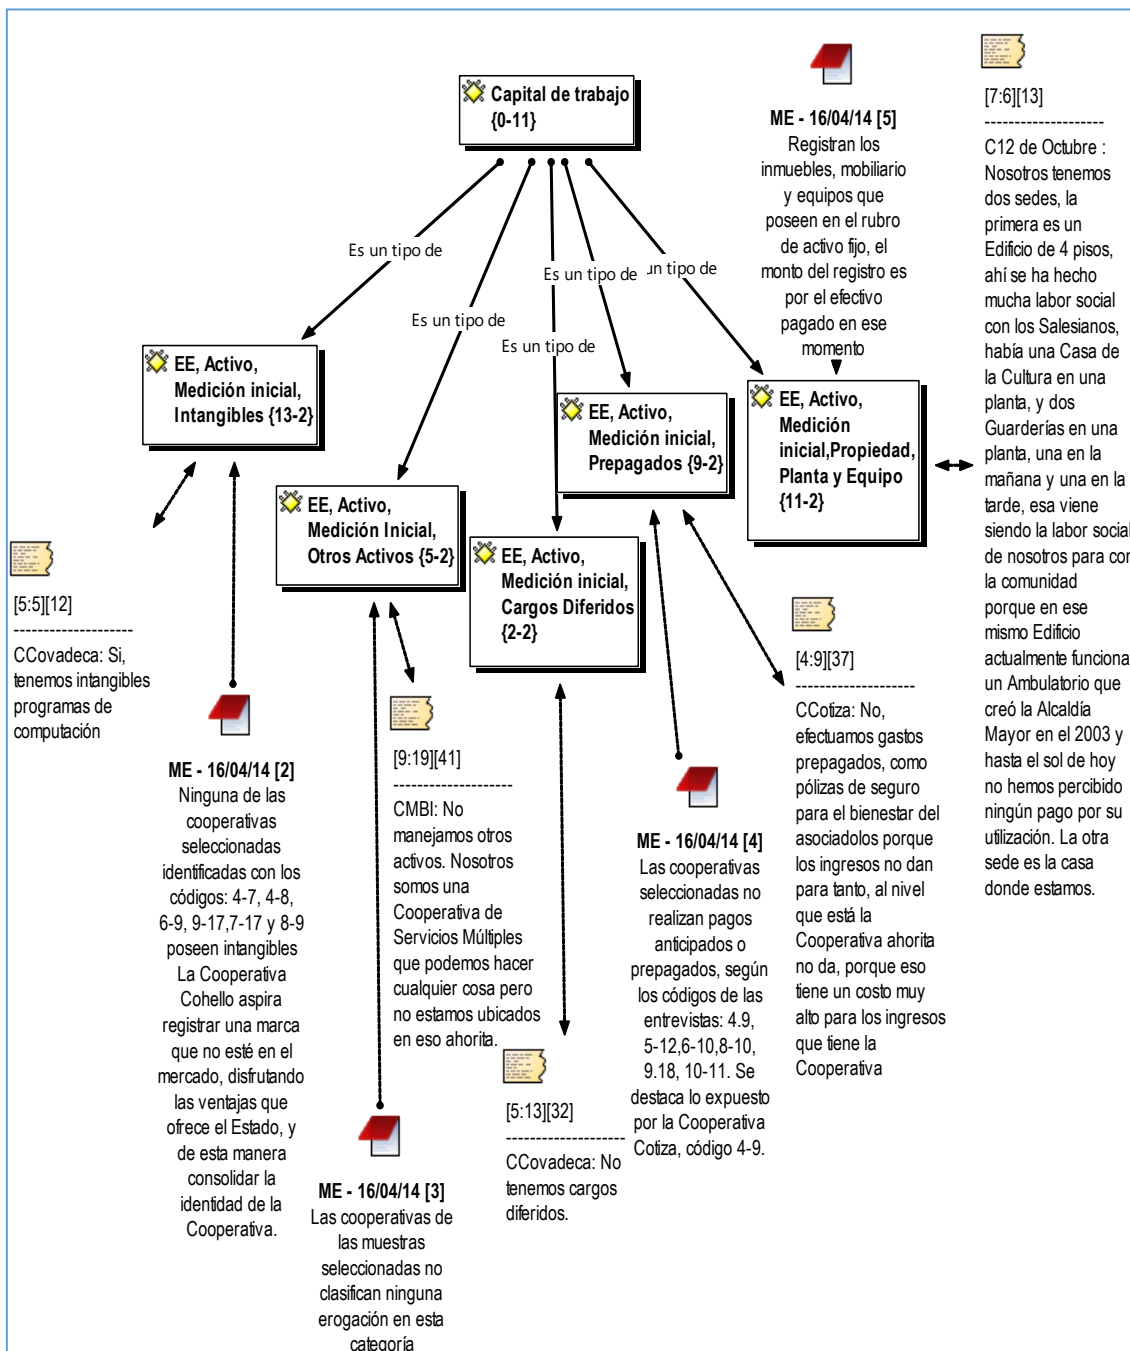 Capital de trabajo
{0-11}
ME - 16/04/14 [5]
Registran los
inmuebles, mobiliario
y equipos que
poseen en el rubro
de activo fijo, el
monto del registro es
por el efectivo
pagado en ese
momento
[7:6][13]
--------------------
C12 de Octubre :
Nosotros tenemos
dos sedes, la
primera es un
Edificio de 4 pisos,
ahí se ha hecho
mucha labor social
con los Salesianos,
había una Casa de
la Cultura en una
planta, y dos
Guarderías en una
planta, una en la
mañana y una en la
tarde, esa viene
siendo la labor social
de nosotros para con
la comunidad
porque en ese
mismo Edificio
actualmente funciona
un Ambulatorio que
creó la Alcaldía
Mayor en el 2003 y
hasta el sol de hoy
no hemos percibido
ningún pago por su
utilización. La otra
sede es la casa
donde estamos.
Es un tipo de
Es un tipo de
Es un tipo de
Es un tipo de
un tipo de
EE, Activo,
Medición inicial,
Intangibles {13-2}
EE, Activo,
Medición Inicial,
Otros Activos {5-2}
EE, Activo,
Medición inicial,
Cargos Diferidos
{2-2}
EE, Activo,
Medición inicial,
Prepagados {9-2}
EE, Activo,
Medición
inicial,Propiedad,
Planta y Equipo
{11-2}
[5:5][12]
--------------------
CCovadeca: Si,
tenemos intangibles
programas de
computación
ME - 16/04/14 [2]
Ninguna de las
cooperativas
seleccionadas
identificadas con los
códigos: 4-7, 4-8,
6-9, 9-17,7-17 y 8-9
poseen intangibles
La Cooperativa
Cohello aspira
registrar una marca
que no esté en el
mercado, disfrutando
las ventajas que
ofrece el Estado, y
de esta manera
consolidar la
identidad de la
Cooperativa.
ME - 16/04/14 [3]
Las cooperativas de
las muestras
seleccionadas no
clasifican ninguna
erogación en esta
categoría
[9:19][41]
--------------------
CMBI: No
manejamos otros
activos. Nosotros
somos una
Cooperativa de
Servicios Múltiples
que podemos hacer
cualquier cosa pero
no estamos ubicados
en eso ahorita.
[5:13][32]
--------------------
CCovadeca: No
tenemos cargos
diferidos.
ME - 16/04/14 [4]
Las cooperativas
seleccionadas no
realizan pagos
anticipados o
prepagados, según
los códigos de las
entrevistas: 4.9,
5-12,6-10,8-10,
9.18, 10-11. Se
destaca lo expuesto
por la Cooperativa
Cotiza, código 4-9.
[4:9][37]
--------------------
CCotiza: No,
efectuamos gastos
prepagados, como
pólizas de seguro
para el bienestar del
asociadolos porque
los ingresos no dan
para tanto, al nivel
que está la
Cooperativa ahorita
no da, porque eso
tiene un costo muy
alto para los ingresos
que tiene la
Cooperativa